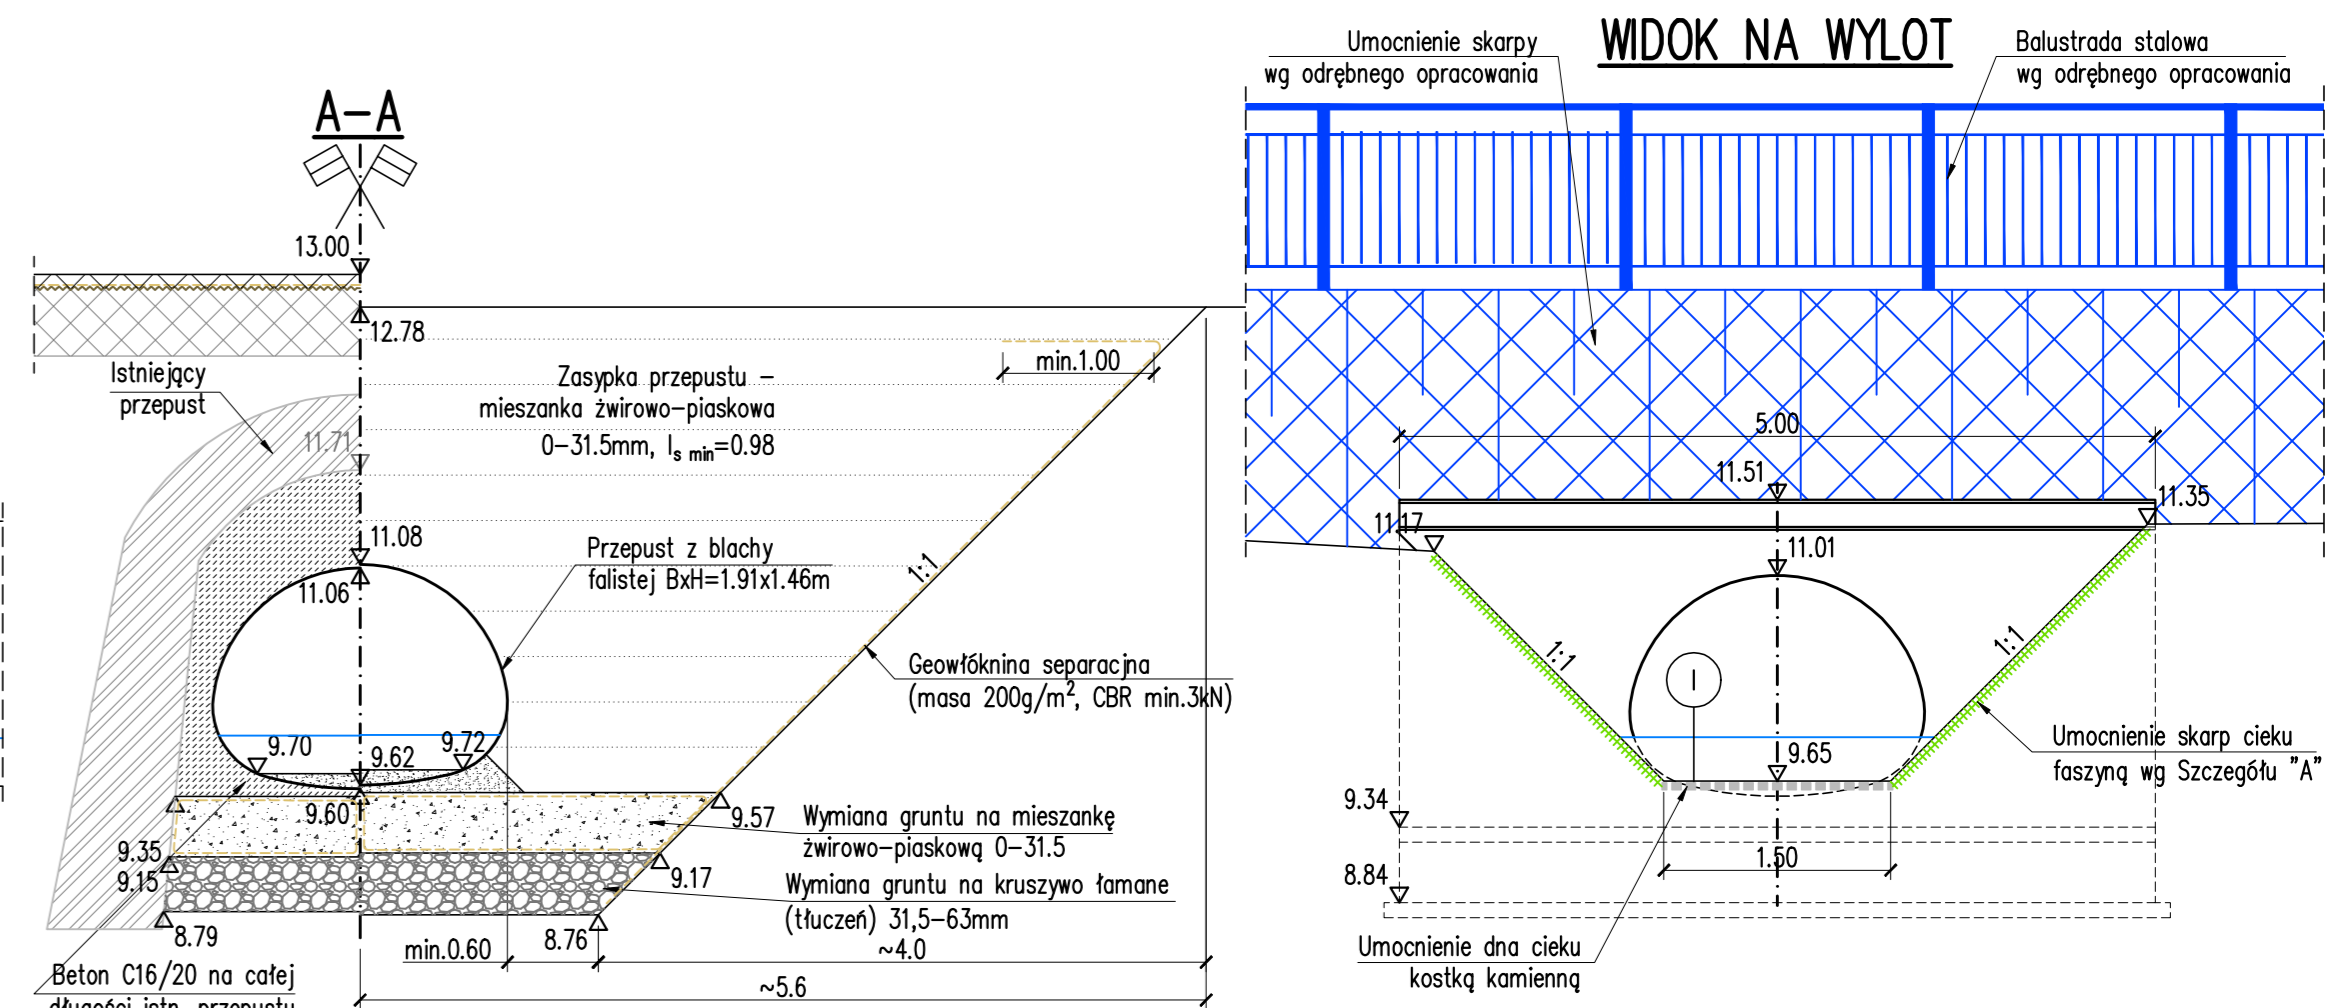 A-A
13.00
12.78
Istniejący
przepust
11.71
11.08
11.06
Zasypka przepustu -
mieszanka żwirowo-piaskowa
0-31.5mm, Is min=0.98
min.1.00
1:1
Przepust z blachy
falistej BxH=1.91x1.46m
Geowłóknina separacjna
(masa 200g/m², CBR min.3kN)
9.70
9.62
9.72
9.60
9.57
9.35
9.15
9.17
8.79
8.76
Wymiana gruntu na mieszankę
żwirowo-piaskową 0-31.5
Wymiana gruntu na kruszywo łamane
(tłuczeń) 31,5-63mm
min.0.60
~4.0
~5.6
Beton C16/20 na całej
długości istn. przepustu
WIDOK NA WYLOT
Umocnienie skarpy
wg odrębnego opracowania
Balustrada stalowa
wg odrębnego opracowania
5.00
11.51
11.35
11.17
11.01
1:1
1:1
I
9.65
Umocnienie skarp cieku
faszyną wg Szczegółu "A"
9.34
8.84
1.50
Umocnienie dna cieku
kostką kamienną